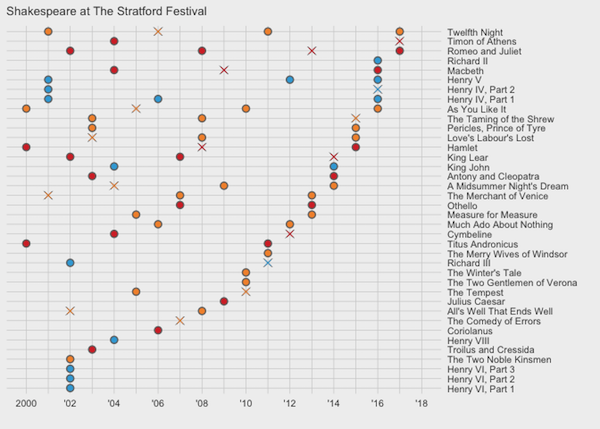 Shakespeare at The Stratford Festival
Twelfth Night
Timon of Athens
Romeo and Juliet
Richard II
Macbeth
Henry V
Henry IV, Part 2
Henry IV, Part 1
As You Like It
The Taming of the Shrew
Pericles, Prince of Tyre
Love's Labour's Lost
Hamlet
King Lear
King John
Antony and Cleopatra
A Midsummer Night's Dream
The Merchant of Venice
Othello
Measure for Measure
Much Ado About Nothing
Cymbeline
Titus Andronicus
The Merry Wives of Windsor
Richard III
The Winter's Tale
The Two Gentlemen of Verona
The Tempest
Julius Caesar
All's Well That Ends Well
The Comedy of Errors
Coriolanus
Henry VIII
Troilus and Cressida
The Two Noble Kinsmen
Henry VI, Part 3
Henry VI, Part 2
Henry VI, Part 1
2000 '02 '04 '06 '08 '10 '12 '14 '16 '18